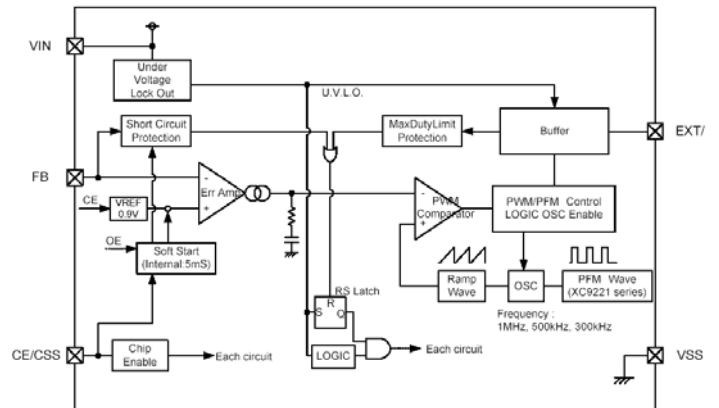 VIN
Under
Voltage
Lock Out
U.V.L.O.
Short Circuit
Protection
MaxDutyLimit
Protection
Buffer
EXT/
FB
CE
VREF
0.9V
-
+
Err Amp
-
+
PWM
Comparator
PWM/PFM Control
LOGIC OSC Enable
OE
Soft Start
(Internal:5mS)
Ramp
Wave
OSC
PFM Wave
(XC9221 series)
Frequency :
1MHz, 500kHz, 300kHz
RS Latch
R
S
Q
CE/CSS
Chip
Enable
Each circuit
LOGIC
Each circuit
VSS